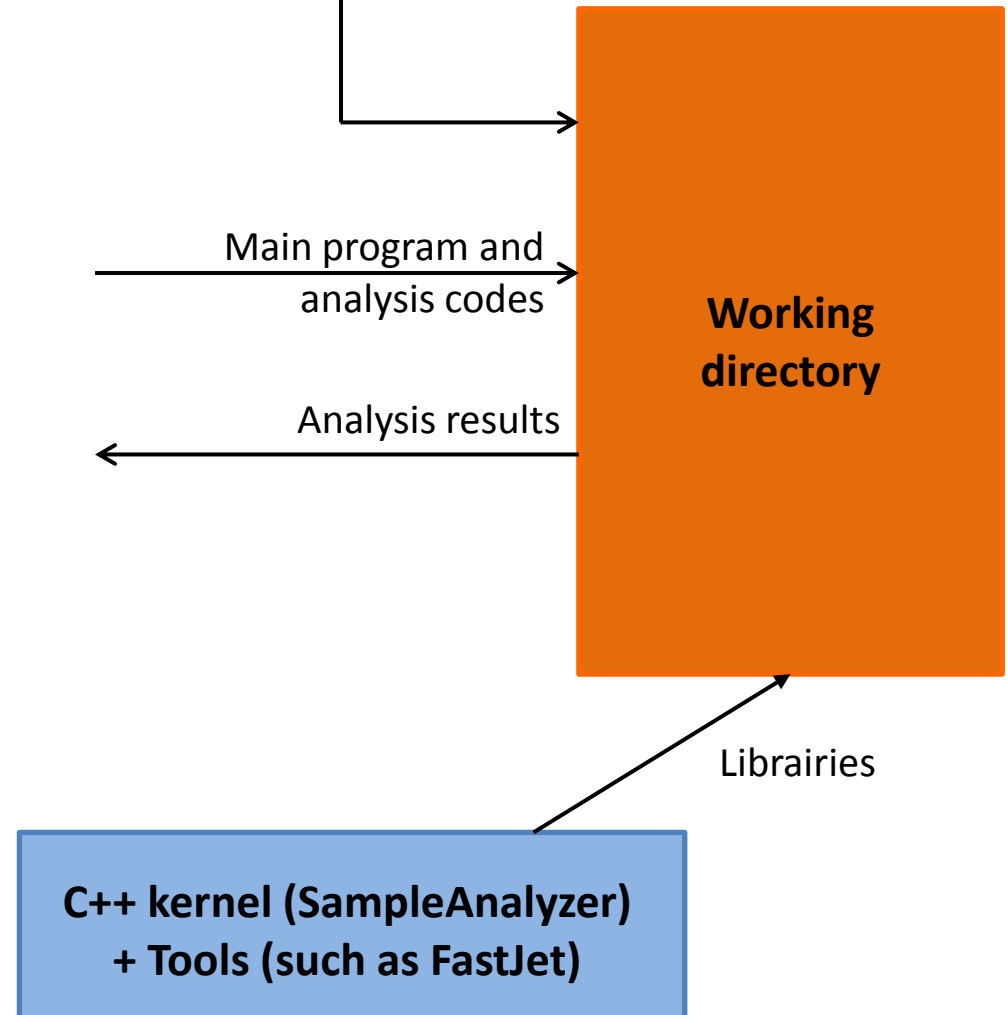 Main program and
analysis codes
Working
directory
Analysis results
Librairies
C++ kernel (SampleAnalyzer)
+ Tools (such as FastJet)